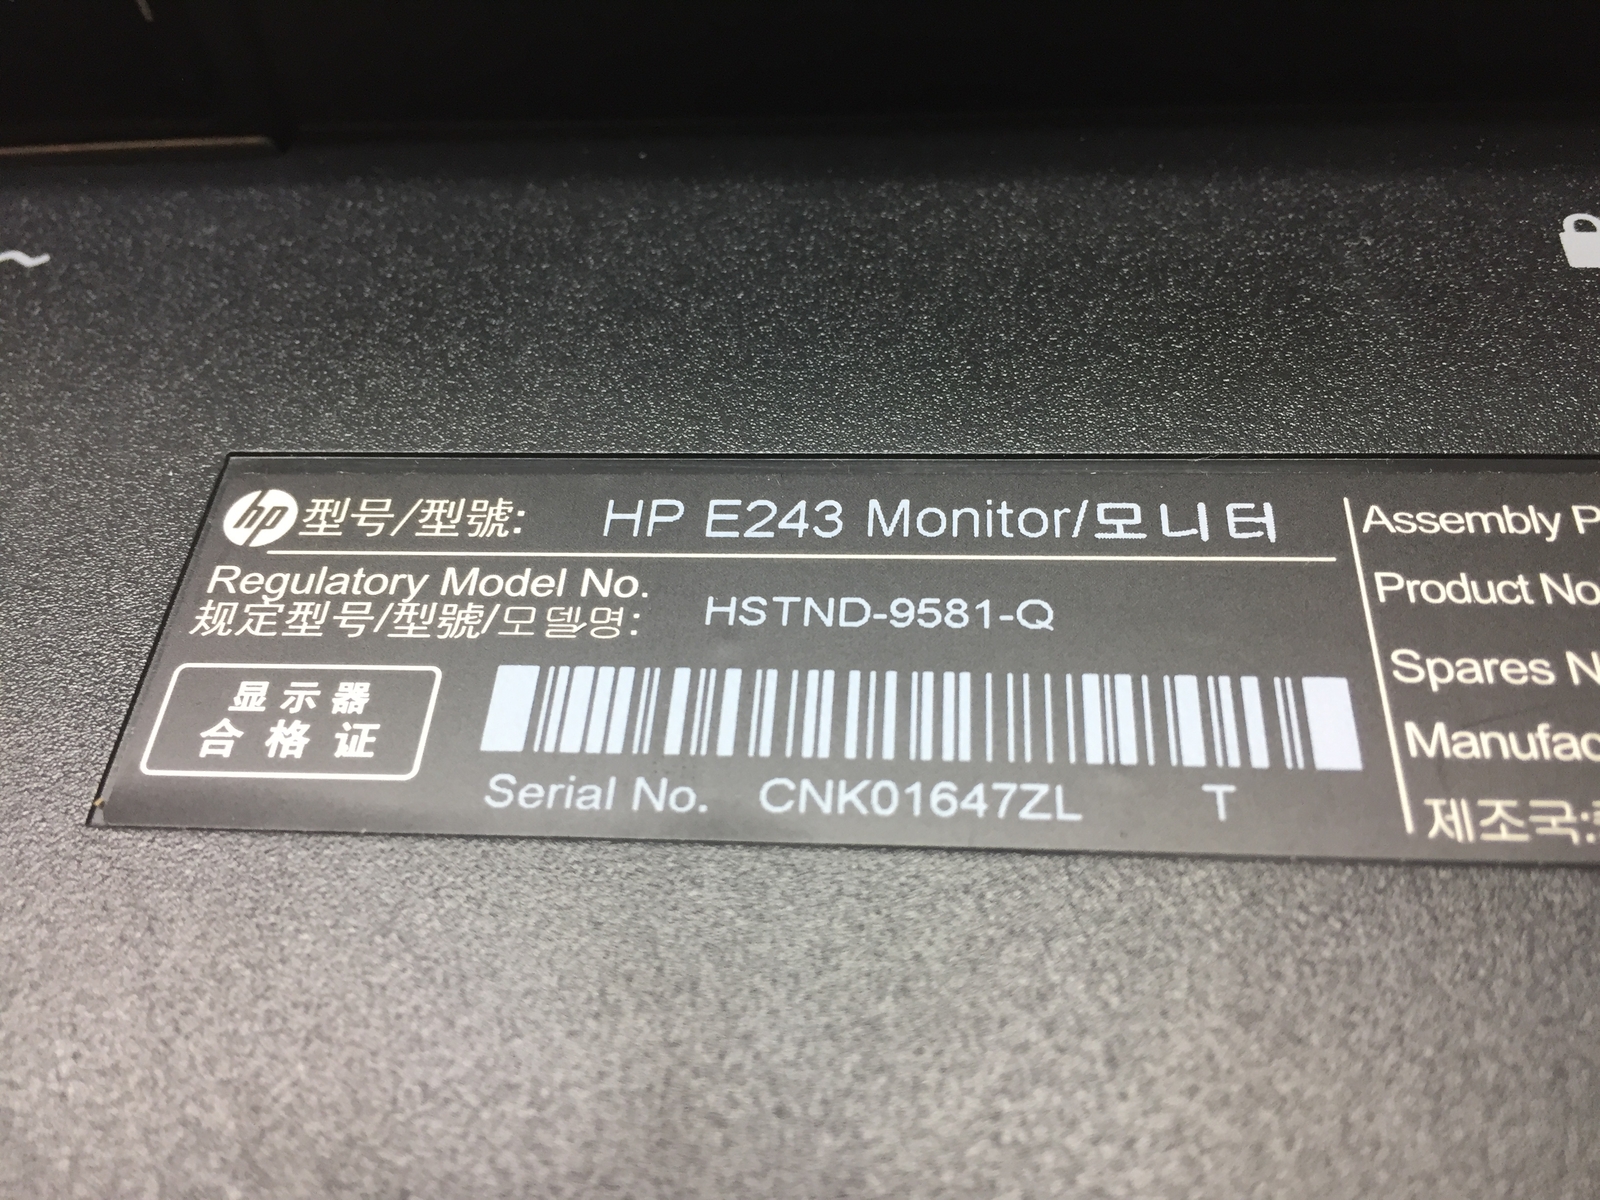 hp 型号/型號: HP E243 Monitor/모니터
Regulatory Model No.
规定型号/型號/모델명: HSTND-9581-Q
显示器
合格证
Serial No. CNK01647ZL T
Assembly P
Product No
Spares N
Manufac
제조국: